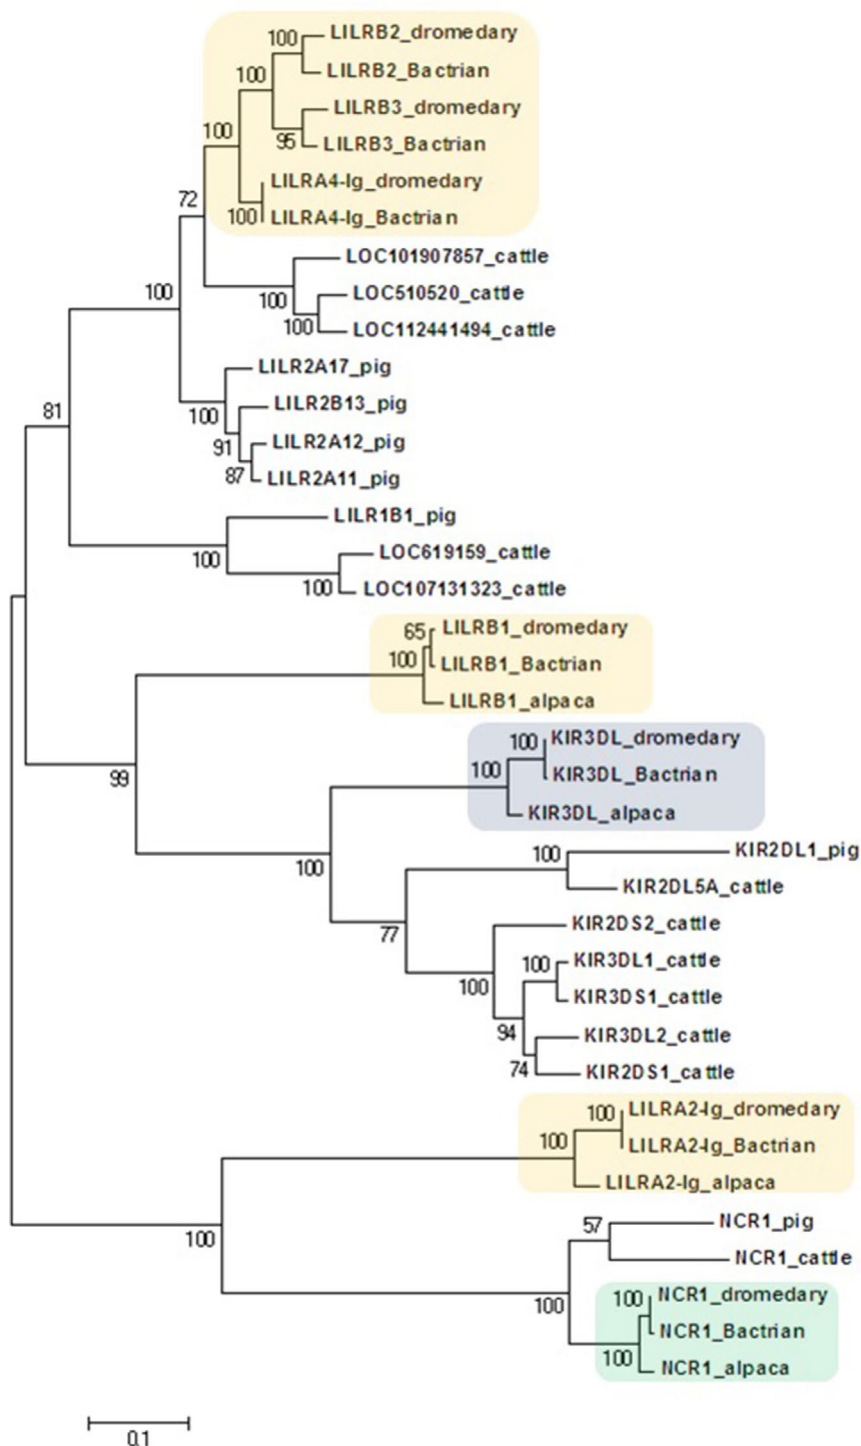 100 LILRB2_dromedary
100 LILRB2_Bactrian
LILRB3_dromedary
100 95 LILRB3_Bactrian
LILRA4-Ig_dromedary
72 100 LILRA4-Ig_Bactrian
LOC101907857_cattle
100 100 LOC510520_cattle
100 LOC112441494_cattle
LILR2A17_pig
81 100 LILR2B13_pig
91 LILR2A12_pig
87 LILR2A11_pig
LILR1B1_pig
100 LOC619159_cattle
100 LOC107131323_cattle
65 LILRB1_dromedary
100 LILRB1_Bactrian
LILRB1_alpaca
100 KIR3DL_dromedary
99 100 KIR3DL_Bactrian
KIR3DL_alpaca
100 100 KIR2DL1_pig
KIR2DL5A_cattle
77 KIR2DS2_cattle
100 KIR3DL1_cattle
100 KIR3DS1_cattle
94 KIR3DL2_cattle
74 KIR2DS1_cattle
100 LILRA2-Ig_dromedary
100 LILRA2-Ig_Bactrian
LILRA2-Ig_alpaca
100 57 NCR1_pig
NCR1_cattle
100 100 NCR1_dromedary
NCR1_Bactrian
100 NCR1_alpaca
0.1